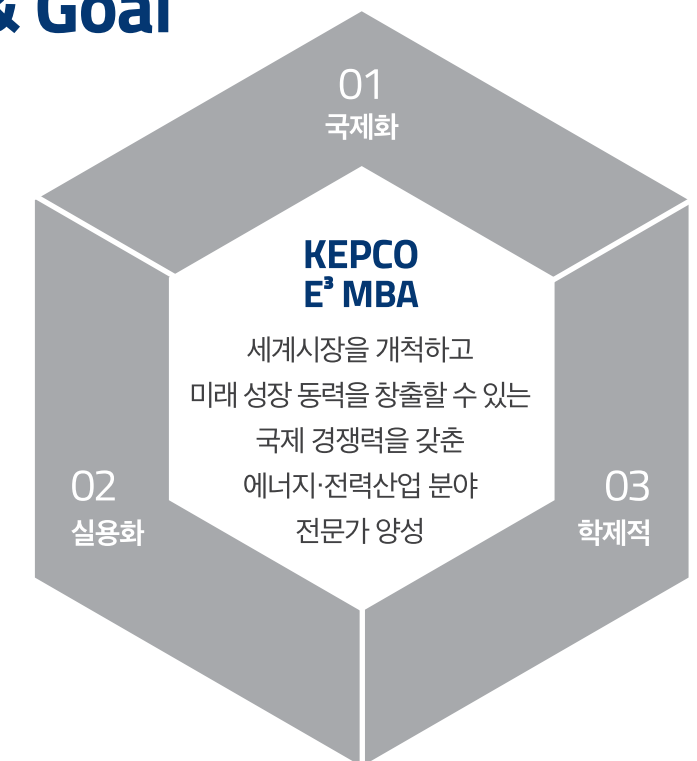 & Goal
01
국제화
KEPCO
E³ MBA
세계시장을 개척하고
미래 성장 동력을 창출할 수 있는
국제 경쟁력을 갖춘
에너지·전력산업 분야
전문가 양성
02
실용화
03
학제적